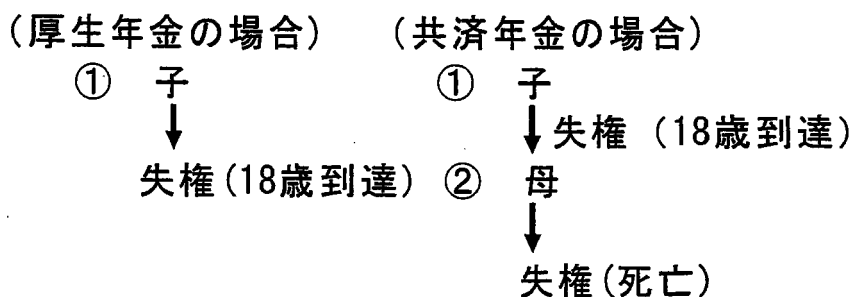 (厚生年金の場合) (共済年金の場合)
① 子 ① 子
↓ ↓失権 (18歳到達)
失権(18歳到達) ② 母
↓
失権(死亡)